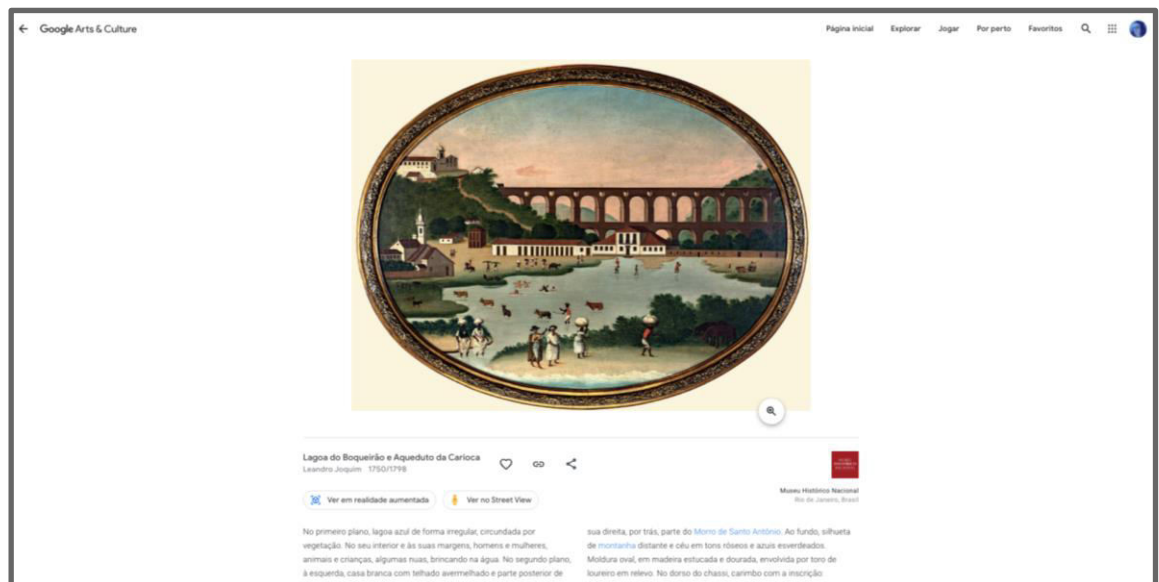 Google Arts & Culture
Página inicial Explorar Jogar Por perto Favoritos
Lagoa do Boqueirão e Aqueduto da Carioca
Leandro Joaquim 1750/1798
Museu Histórico Nacional
Rio de Janeiro, Brasil
Ver em realidade aumentada
Ver no Street View
No primeiro plano, lagoa azul de forma irregular, circundada por
vegetação. No seu interior e às suas margens, homens e mulheres,
animais e crianças, algumas nuas, brincando na água. No segundo plano,
à esquerda, casa branca com telhado avermelhado e parte posterior de
sua direita, por trás, parte do Morro de Santo Antônio. Ao fundo, silhueta
de montanha distante e céu em tons róseos e azuis esverdeados.
Moldura oval, em madeira estucada e dourada, envolvida por toro de
loureiro em relevo. No dorso do chassi, carimbo com a inscrição